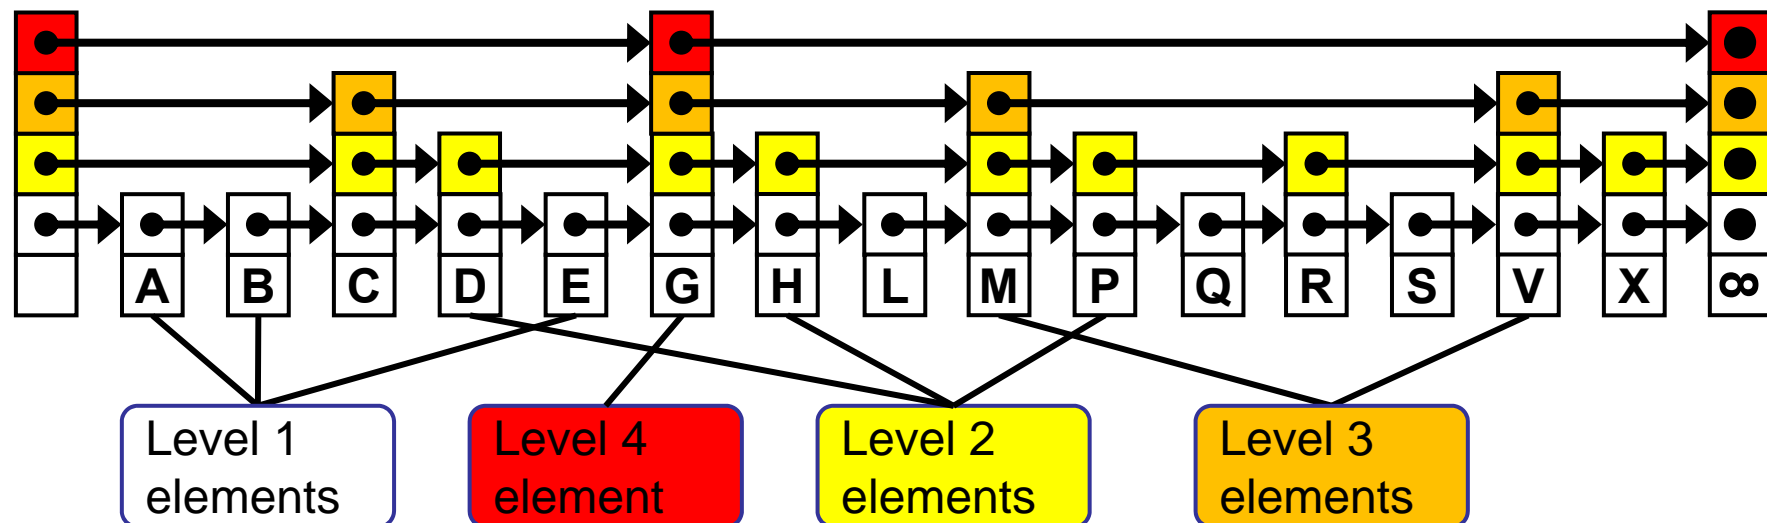 A B C D E G H L M P Q R S V X ∞
Level 1
elements
Level 4
element
Level 2
elements
Level 3
elements